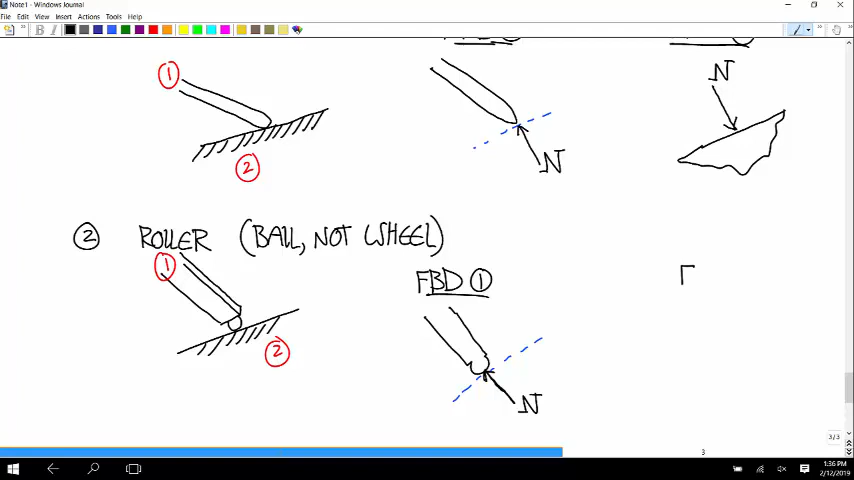 Note1 - Windows Journal
File Edit View Insert Actions Tools Help
B I
1
2
N
N
2 ROLLER (BALL, NOT WHEEL)
1
2
FBD 1
N
3/3
3
1:36 PM
2/12/2019